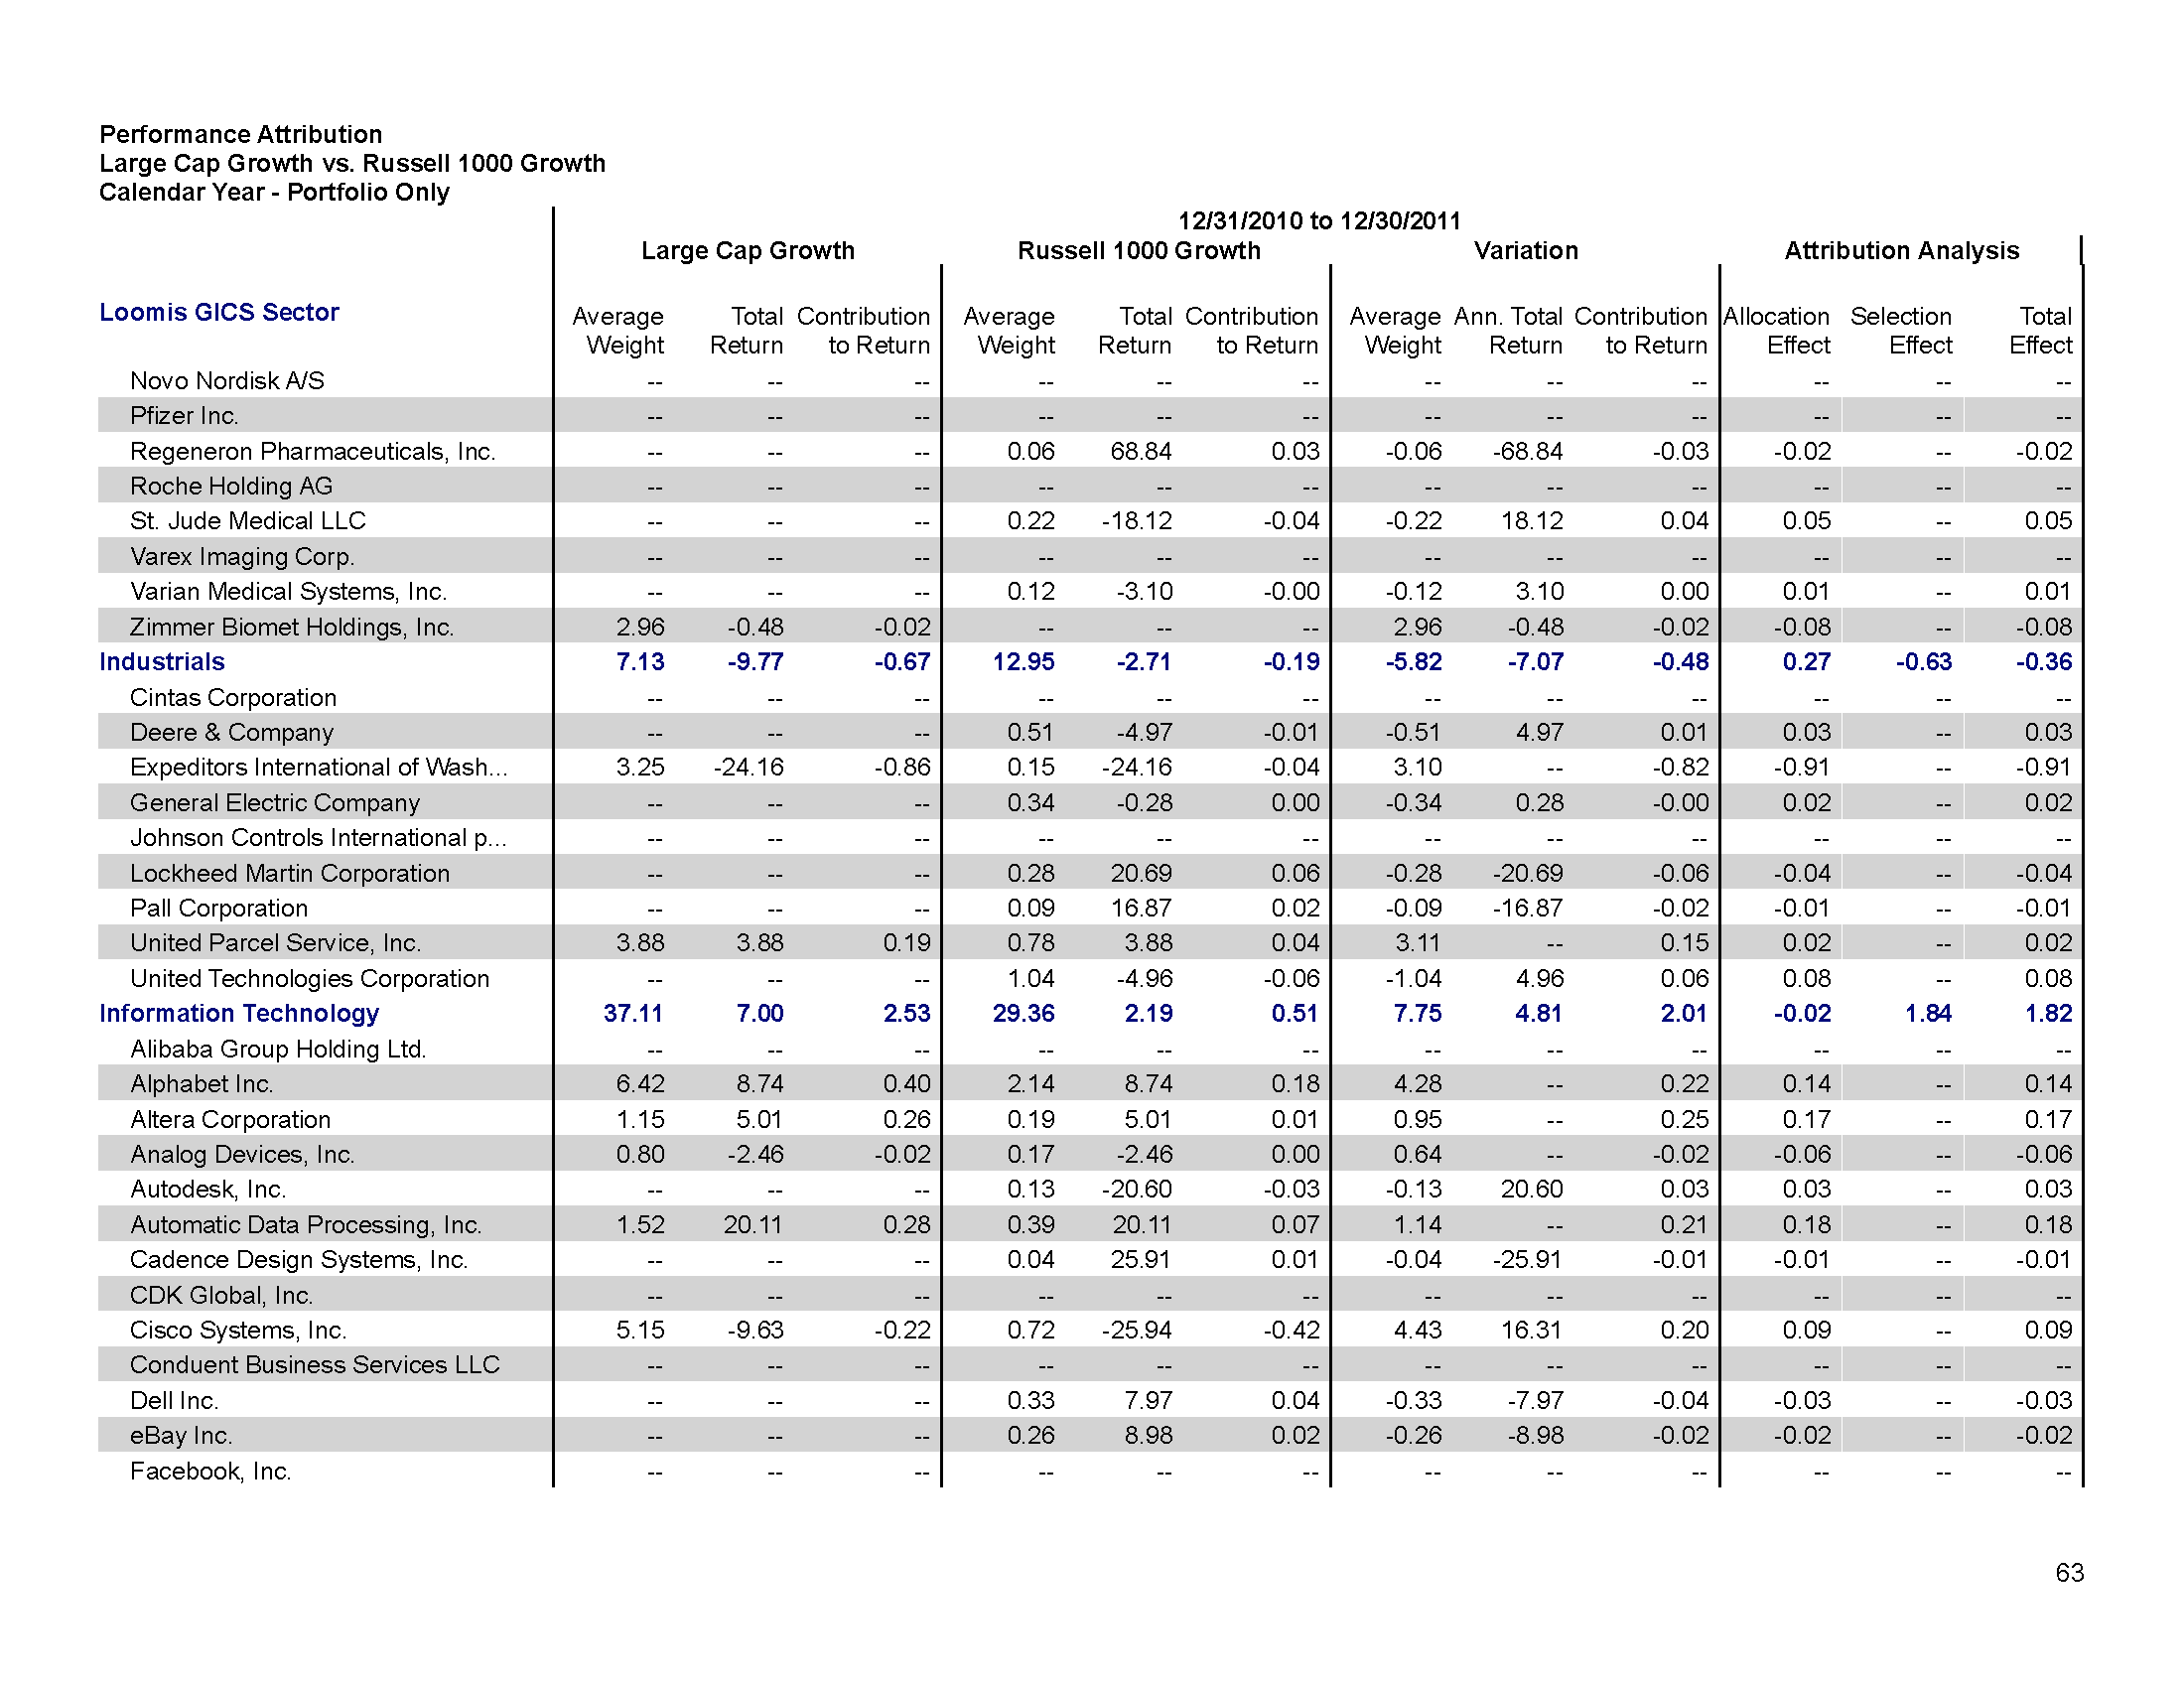 Performance Attribution
Large Cap Growth vs. Russell 1000 Growth
Calendar Year - Portfolio Only
12/31/2010 to 12/30/2011
Large Cap Growth Russell 1000 Growth Variation Attribution Analysis
Loomis GICS Sector
Average Total Contribution Average Total Contribution Average Ann. Total Contribution Allocation Selection Total
Weight Return to Return Weight Return to Return Weight Return to Return Effect Effect Effect
Novo Nordisk A/S -- -- -- -- -- -- -- -- -- -- -- --
Pfizer Inc. -- -- -- -- -- -- -- -- -- -- -- --
Regeneron Pharmaceuticals, Inc. -- -- -- 0.06 68.84 0.03 -0.06 -68.84 -0.03 -0.02 -- -0.02
Roche Holding AG -- -- -- -- -- -- -- -- -- -- -- --
St. Jude Medical LLC -- -- -- 0.22 -18.12 -0.04 -0.22 18.12 0.04 0.05 -- 0.05
Varex Imaging Corp. -- -- -- -- -- -- -- -- -- -- -- --
Varian Medical Systems, Inc. -- -- -- 0.12 -3.10 -0.00 -0.12 3.10 0.00 0.01 -- 0.01
Zimmer Biomet Holdings, Inc. 2.96 -0.48 -0.02 -- -- -- 2.96 -0.48 -0.02 -0.08 -- -0.08
Industrials 7.13 -9.77 -0.67 12.95 -2.71 -0.19 -5.82 -7.07 -0.48 0.27 -0.63 -0.36
Cintas Corporation -- -- -- -- -- -- -- -- -- -- -- --
Deere & Company -- -- -- 0.51 -4.97 -0.01 -0.51 4.97 0.01 0.03 -- 0.03
Expeditors International of Wash... 3.25 -24.16 -0.86 0.15 -24.16 -0.04 3.10 -- -0.82 -0.91 -- -0.91
General Electric Company -- -- -- 0.34 -0.28 0.00 -0.34 0.28 -0.00 0.02 -- 0.02
Johnson Controls International p... -- -- -- -- -- -- -- -- -- -- -- --
Lockheed Martin Corporation -- -- -- 0.28 20.69 0.06 -0.28 -20.69 -0.06 -0.04 -- -0.04
Pall Corporation -- -- -- 0.09 16.87 0.02 -0.09 -16.87 -0.02 -0.01 -- -0.01
United Parcel Service, Inc. 3.88 3.88 0.19 0.78 3.88 0.04 3.11 -- 0.15 0.02 -- 0.02
United Technologies Corporation -- -- -- 1.04 -4.96 -0.06 -1.04 4.96 0.06 0.08 -- 0.08
Information Technology 37.11 7.00 2.53 29.36 2.19 0.51 7.75 4.81 2.01 -0.02 1.84 1.82
Alibaba Group Holding Ltd. -- -- -- -- -- -- -- -- -- -- -- --
Alphabet Inc. 6.42 8.74 0.40 2.14 8.74 0.18 4.28 -- 0.22 0.14 -- 0.14
Altera Corporation 1.15 5.01 0.26 0.19 5.01 0.01 0.95 -- 0.25 0.17 -- 0.17
Analog Devices, Inc. 0.80 -2.46 -0.02 0.17 -2.46 0.00 0.64 -- -0.02 -0.06 -- -0.06
Autodesk, Inc. -- -- -- 0.13 -20.60 -0.03 -0.13 20.60 0.03 0.03 -- 0.03
Automatic Data Processing, Inc. 1.52 20.11 0.28 0.39 20.11 0.07 1.14 -- 0.21 0.18 -- 0.18
Cadence Design Systems, Inc. -- -- -- 0.04 25.91 0.01 -0.04 -25.91 -0.01 -0.01 -- -0.01
CDK Global, Inc. -- -- -- -- -- -- -- -- -- -- -- --
Cisco Systems, Inc. 5.15 -9.63 -0.22 0.72 -25.94 -0.42 4.43 16.31 0.20 0.09 -- 0.09
Conduent Business Services LLC -- -- -- -- -- -- -- -- -- -- -- --
Dell Inc. -- -- -- 0.33 7.97 0.04 -0.33 -7.97 -0.04 -0.03 -- -0.03
eBay Inc. -- -- -- 0.26 8.98 0.02 -0.26 -8.98 -0.02 -0.02 -- -0.02
Facebook, Inc. -- -- -- -- -- -- -- -- -- -- -- --
63